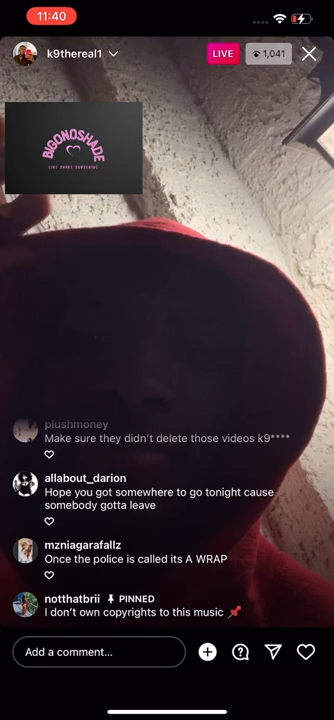 11:40
k9thereal1
LIVE
1,041
BIGONOSHADE
LIKE SHARE SUBSCRIBE
plushmoney
Make sure they didn't delete those videos k9****
allabout_darion
Hope you got somewhere to go tonight cause
somebody gotta leave
mzniagarafallz
Once the police is called its A WRAP
notthatbrii PINNED
I don't own copyrights to this music 📌
Add a comment...